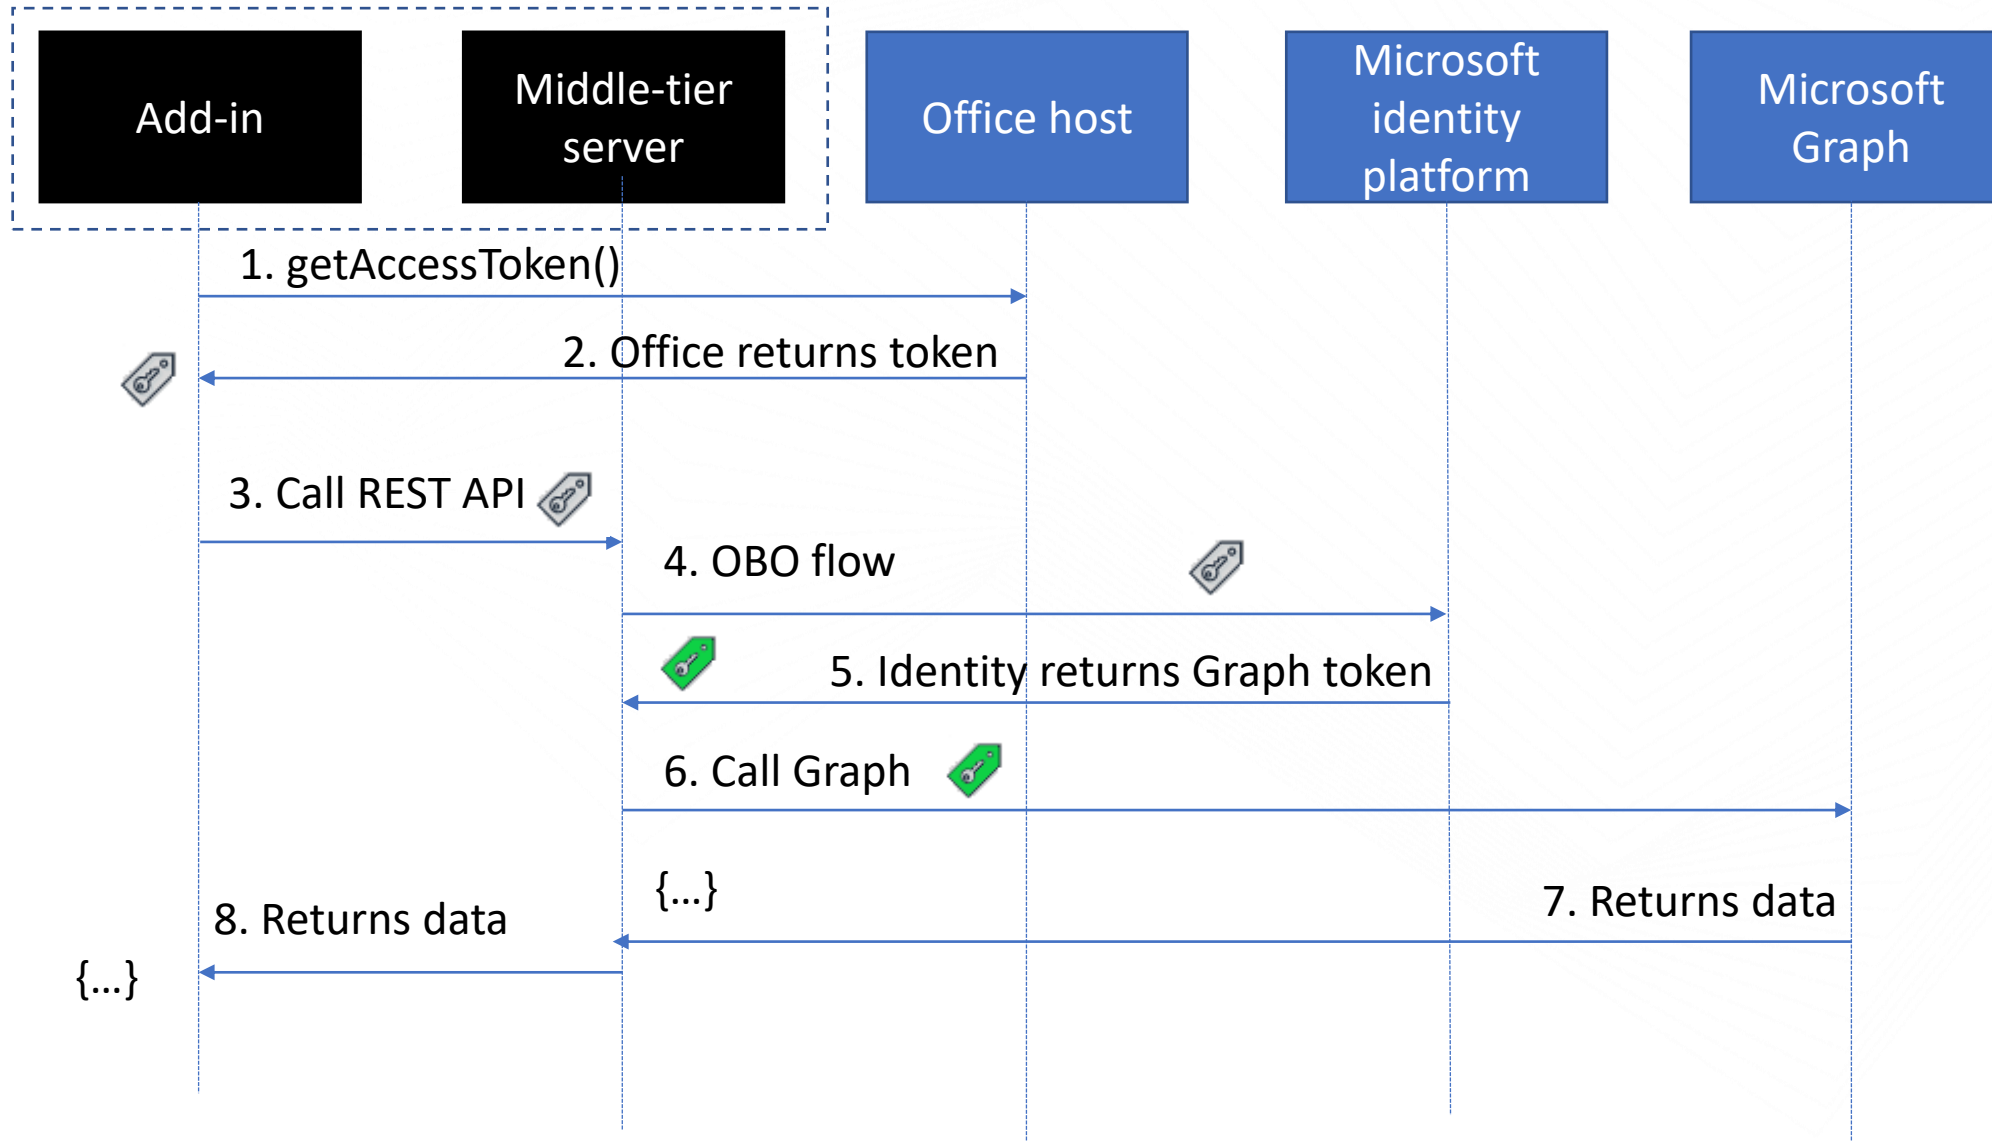 Add-in
Middle-tier
server
Office host
Microsoft
identity
platform
Microsoft
Graph
1. getAccessToken()
2. Office returns token
3. Call REST API
4. OBO flow
5. Identity returns Graph token
6. Call Graph
{...}
7. Returns data
8. Returns data
{...}